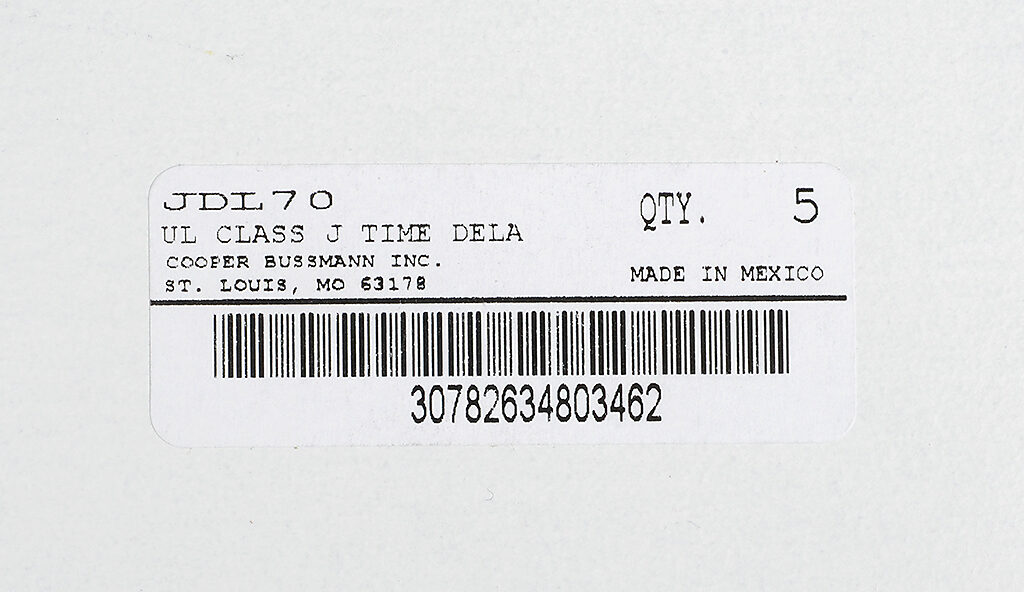 JDL70
QTY. 5
UL CLASS J TIME DELA
COOPER BUSSMANN INC.
ST. LOUIS, MO 63178
MADE IN MEXICO
30782634803462